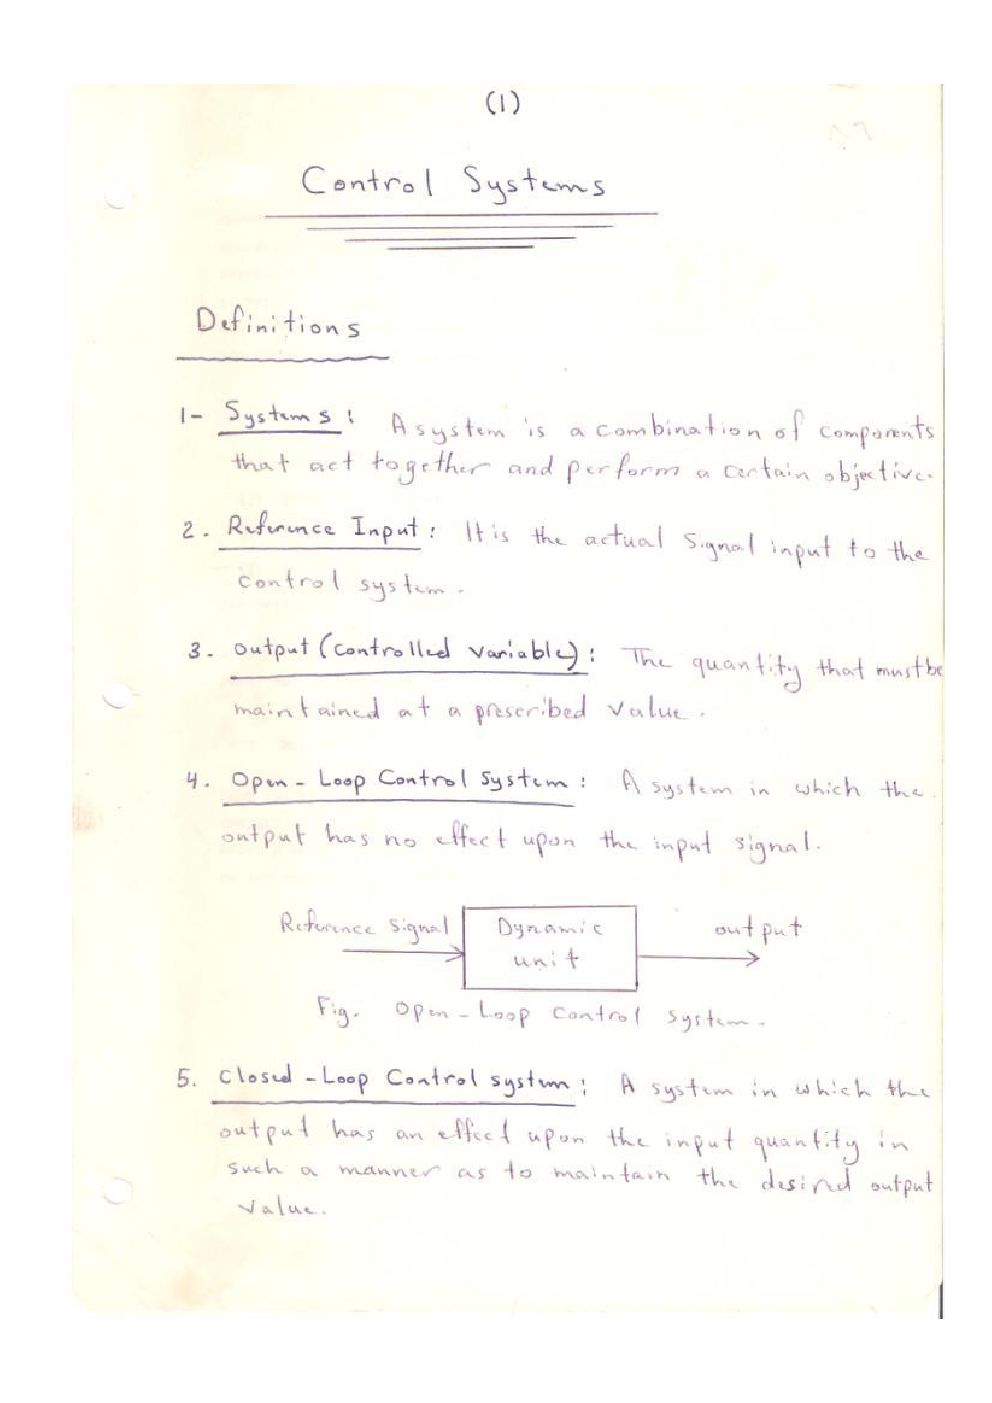 (1)
Control Systems
Definitions
1- Systems: A system is a combination of components
that act together and perform a certain objective.
2. Reference Input: It is the actual signal input to the
control system.
3. output (controlled variable): The quantity that must be
maintained at a prescribed value.
4. Open-Loop Control System: A system in which the
output has no effect upon the input signal.
Reference signal
Dynamic
unit
output
Fig. Open-Loop Control system.
5. Closed-Loop Control system: A system in which the
output has an effect upon the input quantity in
such a manner as to maintain the desired output
value.